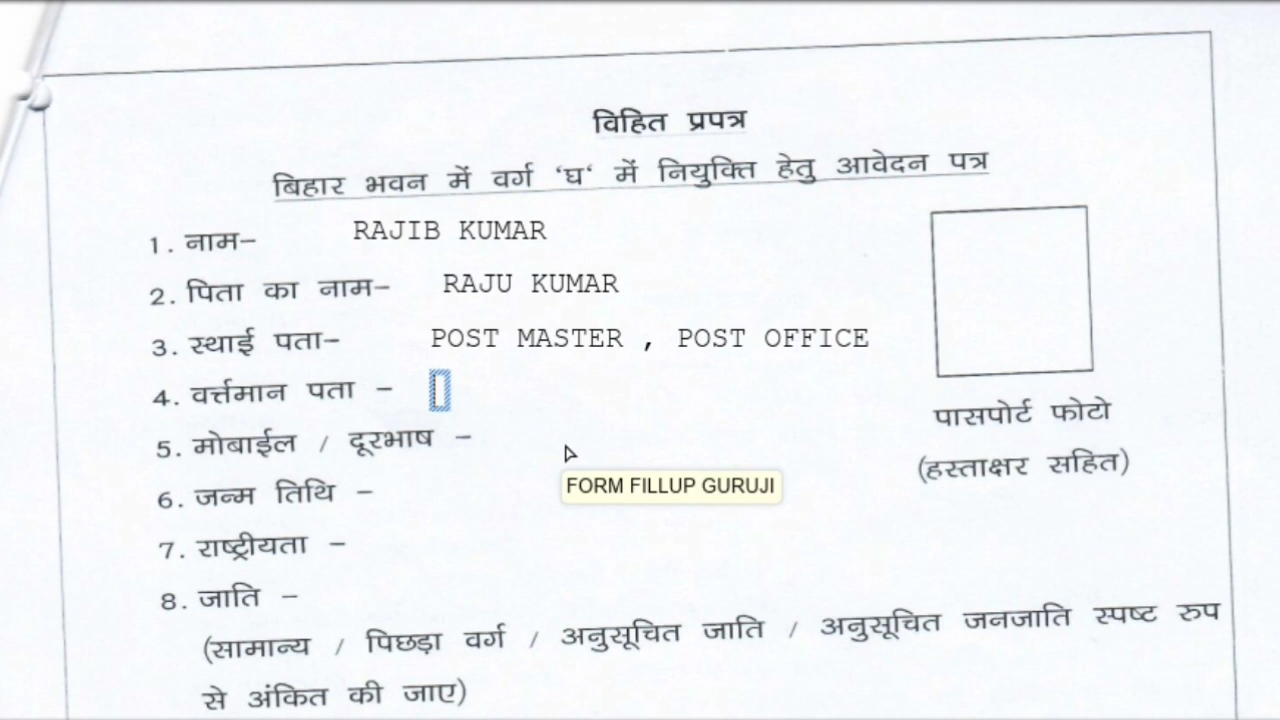 विहित प्रपत्र
बिहार भवन में वर्ग 'घ' में नियुक्ति हेतु आवेदन पत्र
1. नाम- RAJIB KUMAR
2. पिता का नाम- RAJU KUMAR
3. स्थाई पता- POST MASTER , POST OFFICE
4. वर्त्तमान पता -
5. मोबाईल / दूरभाष -
6. जन्म तिथि -
7. राष्ट्रीयता -
8. जाति -
(सामान्य / पिछड़ा वर्ग / अनुसूचित जाति / अनुसूचित जनजाति स्पष्ट रुप
से अंकित की जाए)
पासपोर्ट फोटो
(हस्ताक्षर सहित)
FORM FILLUP GURUJI